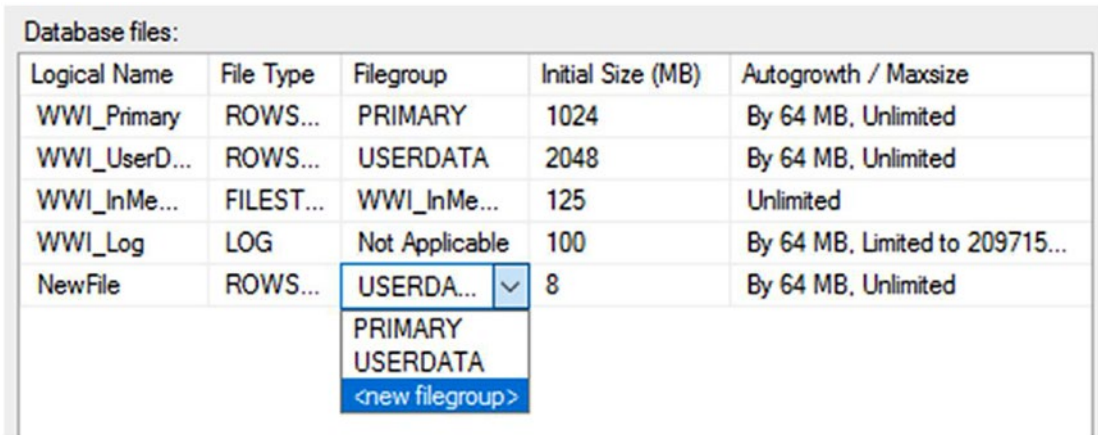 Database files:
Logical Name File Type Filegroup Initial Size (MB) Autogrowth / Maxsize
WWI_Primary ROWS... PRIMARY 1024 By 64 MB, Unlimited
WWI_UserD... ROWS... USERDATA 2048 By 64 MB, Unlimited
WWI_InMe... FILEST... WWI_InMe... 125 Unlimited
WWI_Log LOG Not Applicable 100 By 64 MB, Limited to 209715...
NewFile ROWS... USERDA... 8 By 64 MB, Unlimited
PRIMARY
USERDATA
<new filegroup>